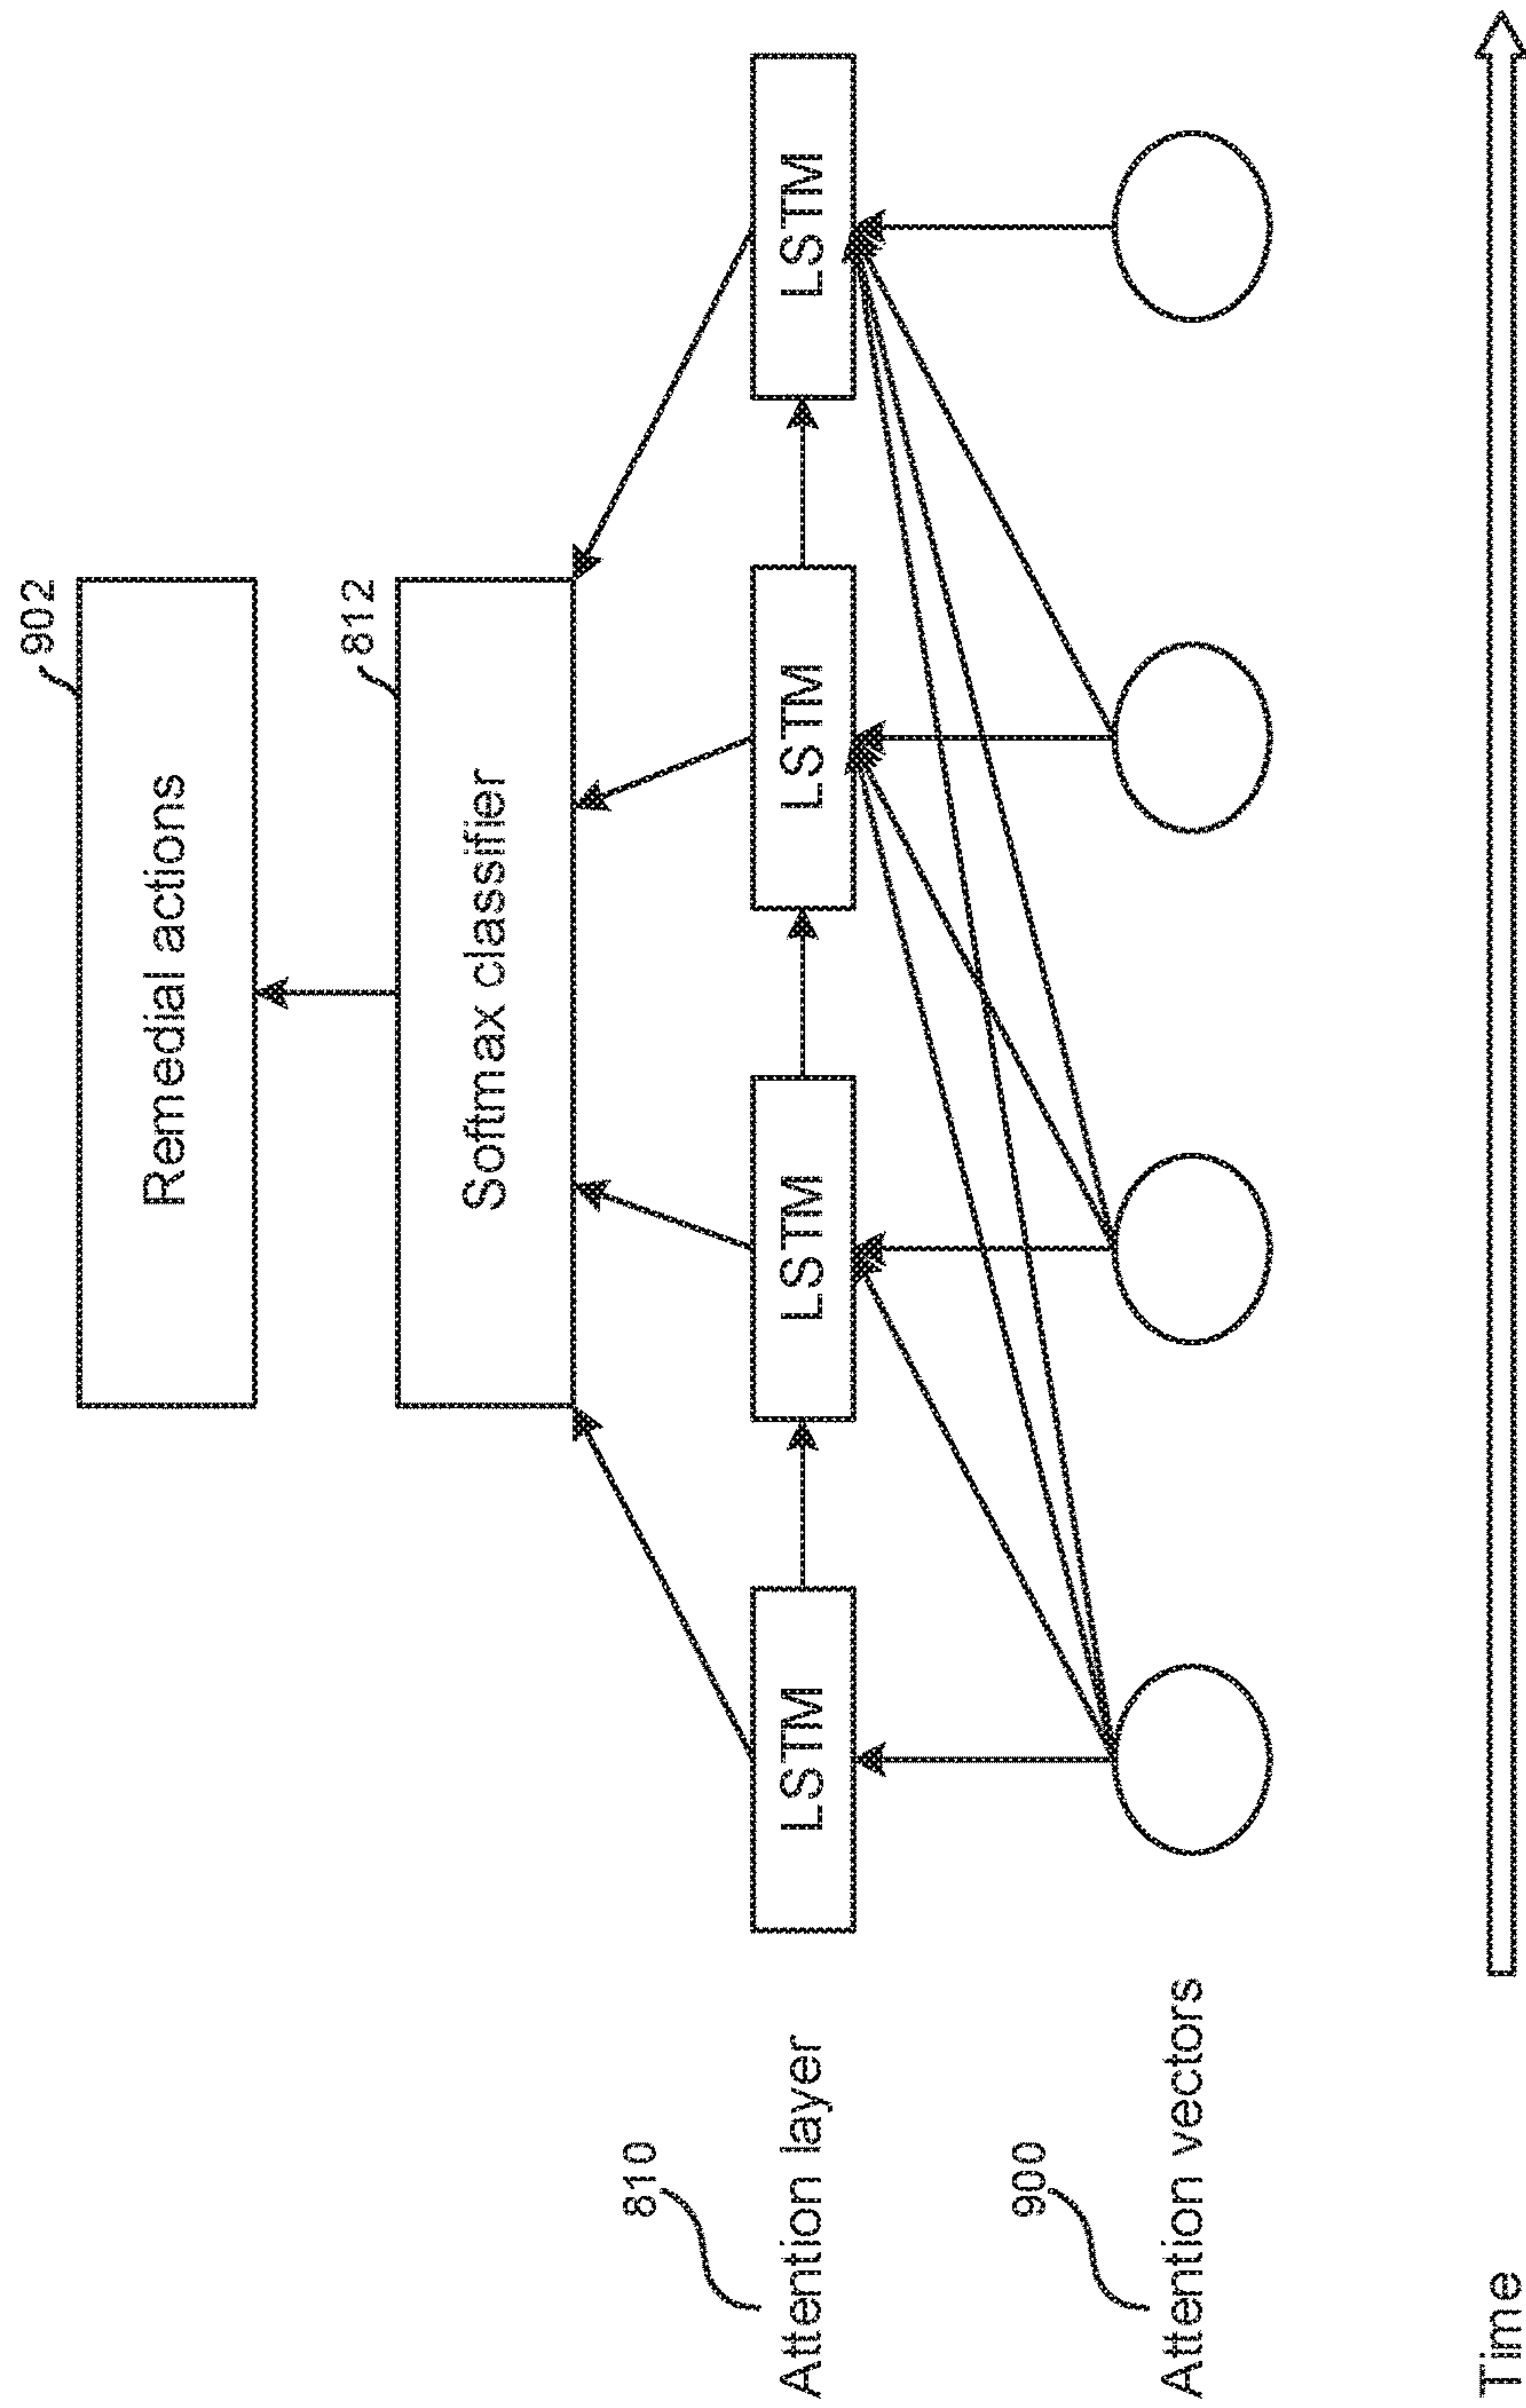 902
Remedial actions
812
Softmax classifier
810
Attention layer
LSTM
LSTM
LSTM
LSTM
900
Attention vectors
Time